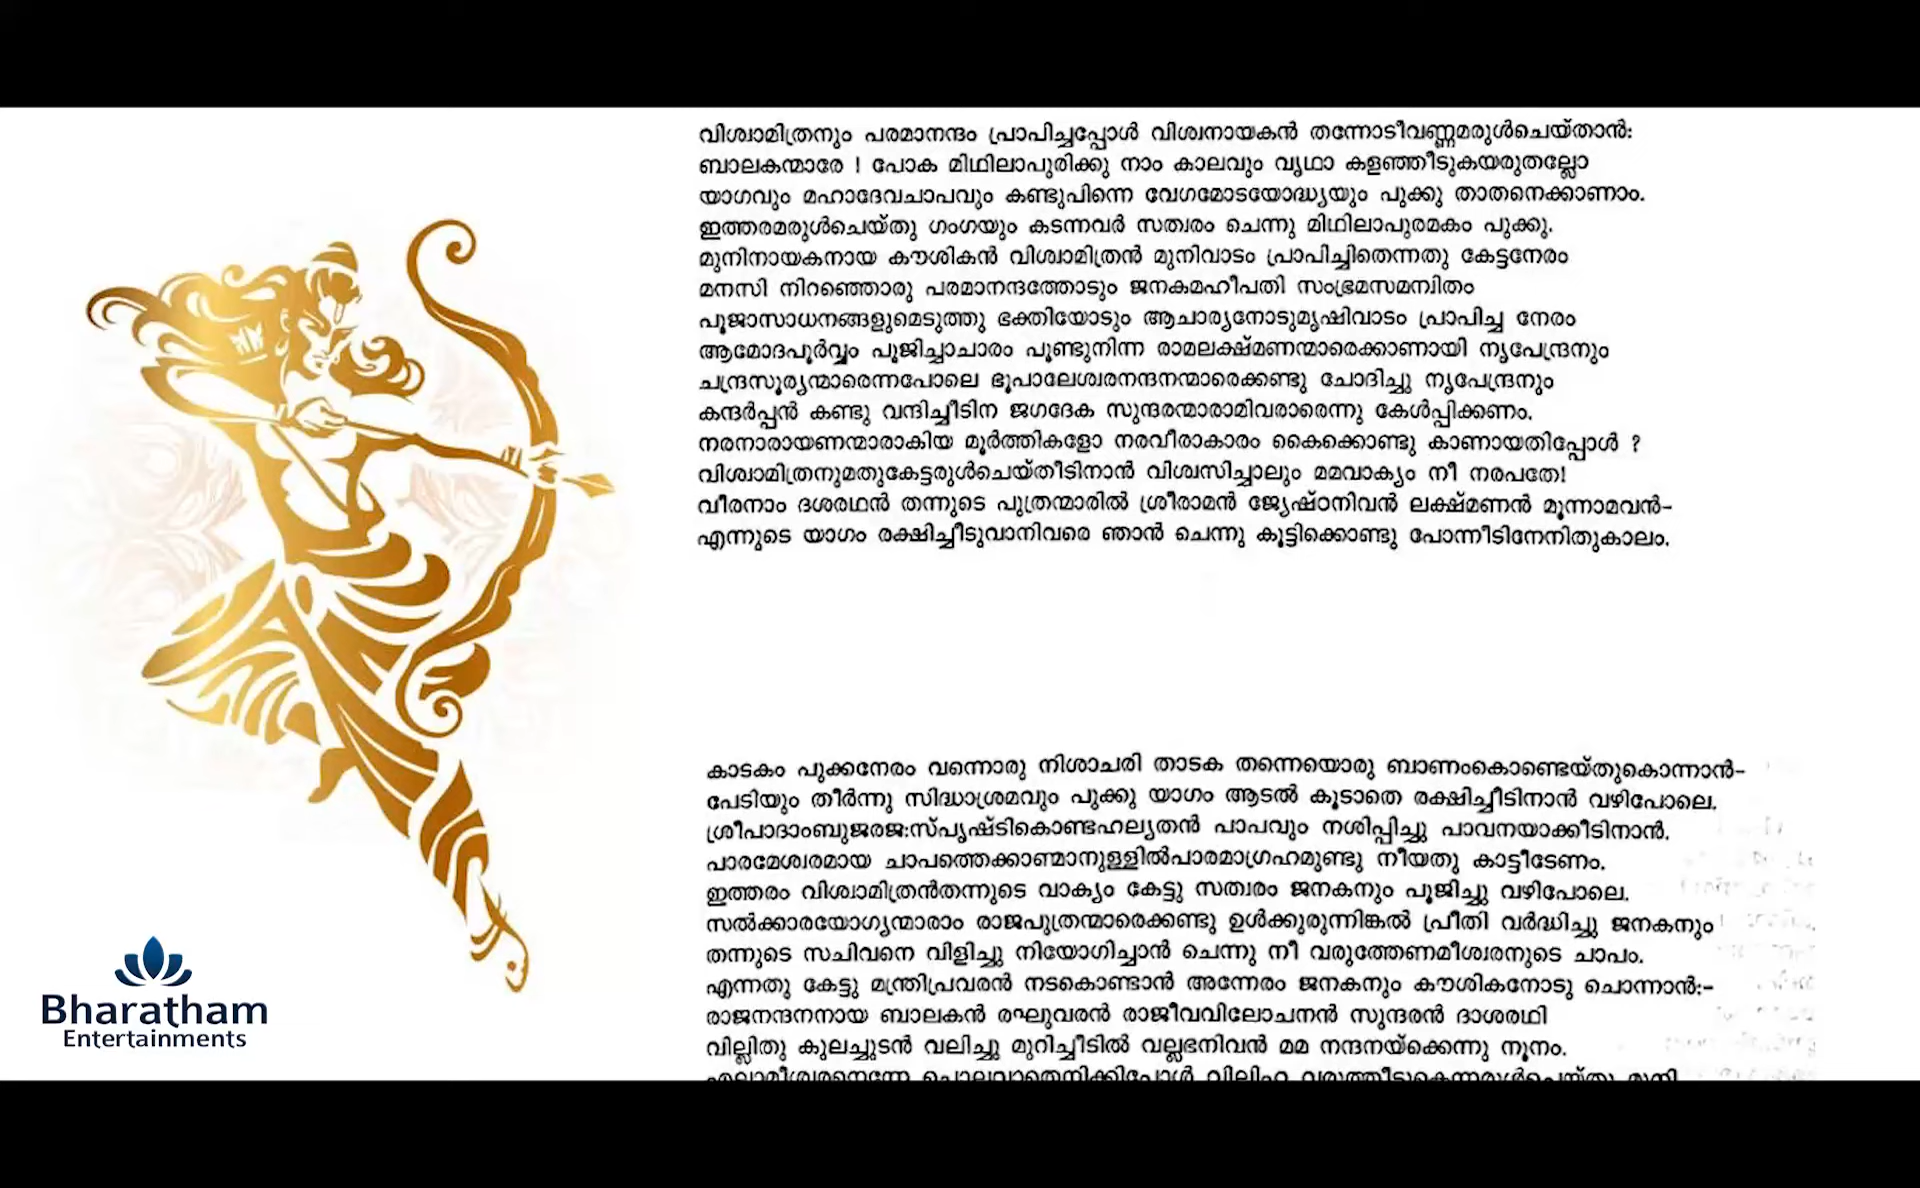 വിശ്വാമിത്രനും പരമാനന്ദം പ്രാപിച്ചപ്പോൾ വിശ്വനായകൻ തന്നോടീവണ്ണമരുൾചെയ്താൻ:
ബാലകന്മാരേ ! പോക മിഥിലാപുരിക്കു നാം കാലവും വൃഥാ കളഞ്ഞീടുകയരുതല്ലോ
യാഗവും മഹാദേവചാപവും കണ്ടുപിന്നെ വേഗമോടയോദ്ധ്യയും പുക്കു താതനെക്കാണാം.
ഇത്തരമരുൾചെയ്തു ഗംഗയും കടന്നവർ സത്വരം ചെന്നു മിഥിലാപുരമകം പുക്കു.
മുനിനായകനായ കൗശികൻ വിശ്വാമിത്രൻ മുനിവാടം പ്രാപിച്ചിതെന്നതു കേട്ടനേരം
മനസി നിറഞ്ഞൊരു പരമാനന്ദത്തോടും ജനകമഹീപതി സംഭ്രമസമന്വിതം
പൂജാസാധനങ്ങളുമെടുത്തു ഭക്തിയോടും ആചാര്യനോടുമൃഷിവാടം പ്രാപിച്ച നേരം
ആമോദപൂർവ്വം പൂജിച്ചാചാരം പൂണ്ടുനിന്ന രാമലക്ഷ്മണന്മാരെക്കാണായി നൃപേന്ദ്രനും
ചന്ദ്രസൂര്യന്മാരെന്നപോലെ ഭൂപാലേശ്വരനന്ദനന്മാരെക്കണ്ടു ചോദിച്ചു നൃപേന്ദ്രനും
കന്ദർപ്പൻ കണ്ടു വന്ദിച്ചീടിന ജഗദേക സുന്ദരന്മാരാമിവരാരെന്നു കേൾപ്പിക്കണം.
നരനാരായണന്മാരാകിയ മൂർത്തികളോ നരവീരാകാരം കൈക്കൊണ്ടു കാണായതിപ്പോൾ ?
വിശ്വാമിത്രനുമതുകേട്ടരുൾചെയ്തീടിനാൻ വിശ്വസിച്ചാലും മമവാക്യം നീ നരപതേ!
വീരനാം ദശരഥൻ തന്നുടെ പുത്രന്മാരിൽ ശ്രീരാമൻ ജ്യേഷ്ഠനിവൻ ലക്ഷ്മണൻ മൂന്നാമവൻ-
എന്നുടെ യാഗം രക്ഷിച്ചീടുവാനിവരെ ഞാൻ ചെന്നു കൂട്ടിക്കൊണ്ടു പോന്നീടിനേനിതുകാലം.
കാടകം പുക്കനേരം വന്നൊരു നിശാചരി താടക തന്നെയൊരു ബാണംകൊണ്ടെയ്തുകൊന്നാൻ-
പേടിയും തീർന്നു സിദ്ധാശ്രമവും പുക്കു യാഗം ആടൽ കൂടാതെ രക്ഷിച്ചീടിനാൻ വഴിപോലെ.
ശ്രീപാദാംബുജരജ:സ്പൃഷ്ടികൊണ്ടഹല്യതൻ പാപവും നശിപ്പിച്ചു പാവനയാക്കീടിനാൻ.
പാരമേശ്വരമായ ചാപത്തെക്കാണ്മാനുള്ളിൽപാരമാഗ്രഹമുണ്ടു നീയതു കാട്ടീടേണം.
ഇത്തരം വിശ്വാമിത്രൻതന്നുടെ വാക്യം കേട്ടു സത്വരം ജനകനും പൂജിച്ചു വഴിപോലെ.
സൽക്കാരയോഗ്യന്മാരാം രാജപുത്രന്മാരെക്കണ്ടു ഉൾക്കുരുന്നിങ്കൽ പ്രീതി വർദ്ധിച്ചു ജനകനും
തന്നുടെ സചിവനെ വിളിച്ചു നിയോഗിച്ചാൻ ചെന്നു നീ വരുത്തേണമീശ്വരനുടെ ചാപം.
എന്നതു കേട്ടു മന്ത്രിപ്രവരൻ നടകൊണ്ടാൻ അന്നേരം ജനകനും കൗശികനോടു ചൊന്നാൻ:-
രാജനന്ദനനായ ബാലകൻ രഘുവരൻ രാജീവവിലോചനൻ സുന്ദരൻ ദാശരഥി
വില്ലിതു കുലച്ചുടൻ വലിച്ചു മുറിച്ചീടിൽ വല്ലഭനിവൻ മമ നന്ദനയ്ക്കെന്നു നൂനം.
Bharatham
Entertainments